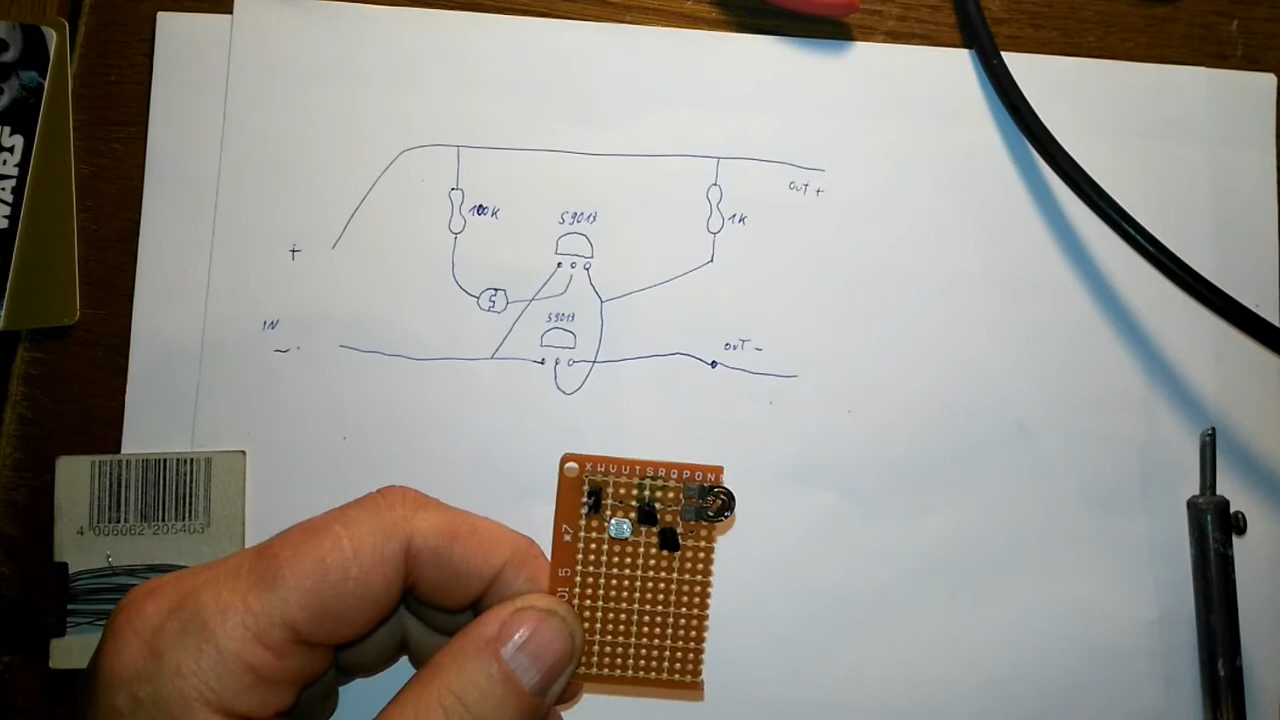 WARS
OUT +
100K
S9013
1K
+
S9013
IN
-
OUT -
4 006062 205403
X W U U T S R Q P O N